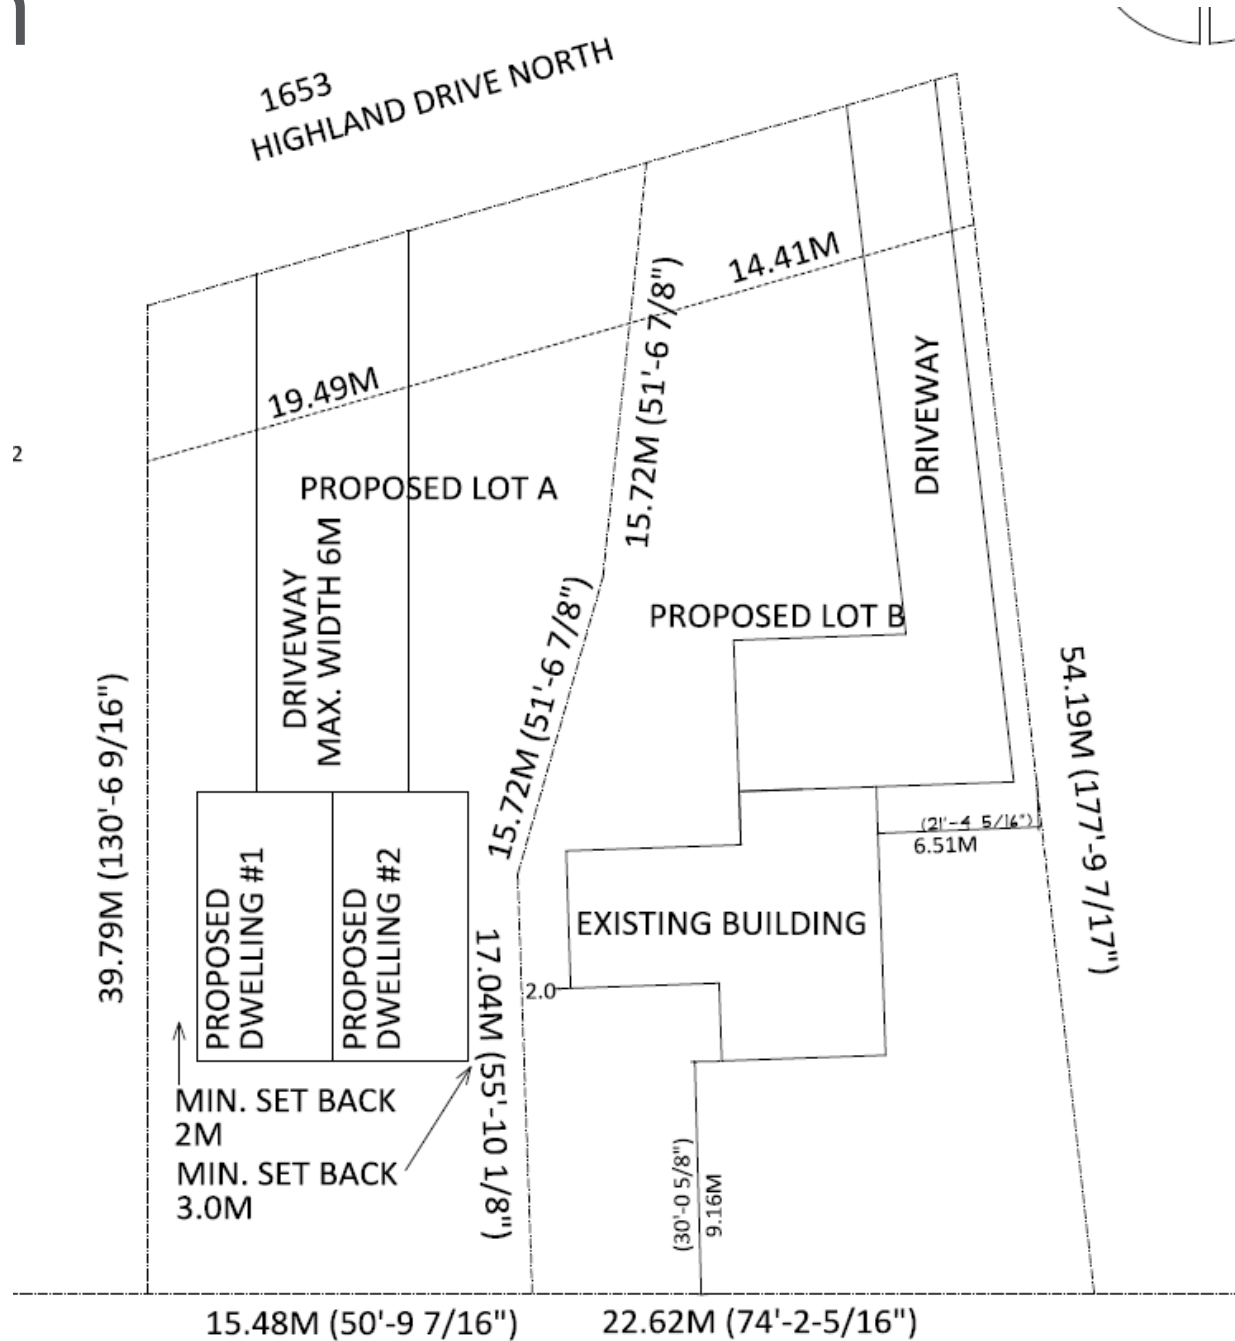 1653
HIGHLAND DRIVE NORTH
14.41M
19.49M
15.72M (51'-6 7/8")
DRIVEWAY
2
PROPOSED LOT A
DRIVEWAY
MAX. WIDTH 6M
PROPOSED LOT B
15.72M (51'-6 7/8")
39.79M (130'-6 9/16")
54.19M (177'-9 7/17")
(21'-4 5/16")
6.51M
PROPOSED
DWELLING #1
PROPOSED
DWELLING #2
EXISTING BUILDING
2.0
17.04M (55'-10 1/8")
MIN. SET BACK
2M
MIN. SET BACK
3.0M
(30'-0 5/8")
9.16M
15.48M (50'-9 7/16")
22.62M (74'-2-5/16")